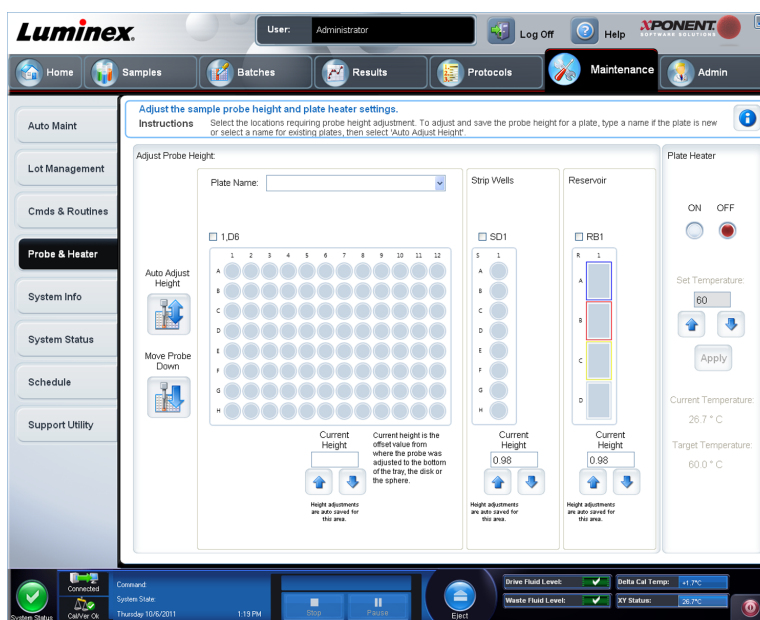 Luminex.
User: Administrator
Log Off
Help
XPONENT
SOFTWARE SOLUTIONS
Home
Samples
Batches
Results
Protocols
Maintenance
Admin
Auto Maint
Lot Management
Cmds & Routines
Probe & Heater
System Info
System Status
Schedule
Support Utility
Adjust the sample probe height and plate heater settings.
Instructions
Select the locations requiring probe height adjustment. To adjust and save the probe height for a plate, type a name if the plate is new
or select a name for existing plates, then select 'Auto Adjust Height'.
Adjust Probe Height:
Auto Adjust
Height
Move Probe
Down
Plate Name:
1,D6
1 2 3 4 5 6 7 8 9 10 11 12
A
B
C
D
E
F
G
H
Current
Height
Current height is the
offset value from
where the probe was
adjusted to the bottom
of the tray, the disk or
the sphere.
Height adjustments
are auto saved for
this area.
Strip Wells
SD1
S 1
A
B
C
D
E
F
G
H
Current
Height
0.98
Height adjustments
are auto saved for
this area.
Reservoir
RB1
R 1
A
B
C
D
Current
Height
0.98
Height adjustments
are auto saved for
this area.
Plate Heater
ON OFF
Set Temperature:
60
Apply
Current Temperature:
26.7 ° C
Target Temperature:
60.0 ° C
System Status
Connected
Cal/Ver Ok
Command:
System State:
Thursday 10/6/2011 1:19 PM
Stop
Pause
Eject
Drive Fluid Level:
Waste Fluid Level:
Delta Cal Temp: +1.7°C
XY Status: 26.7°C